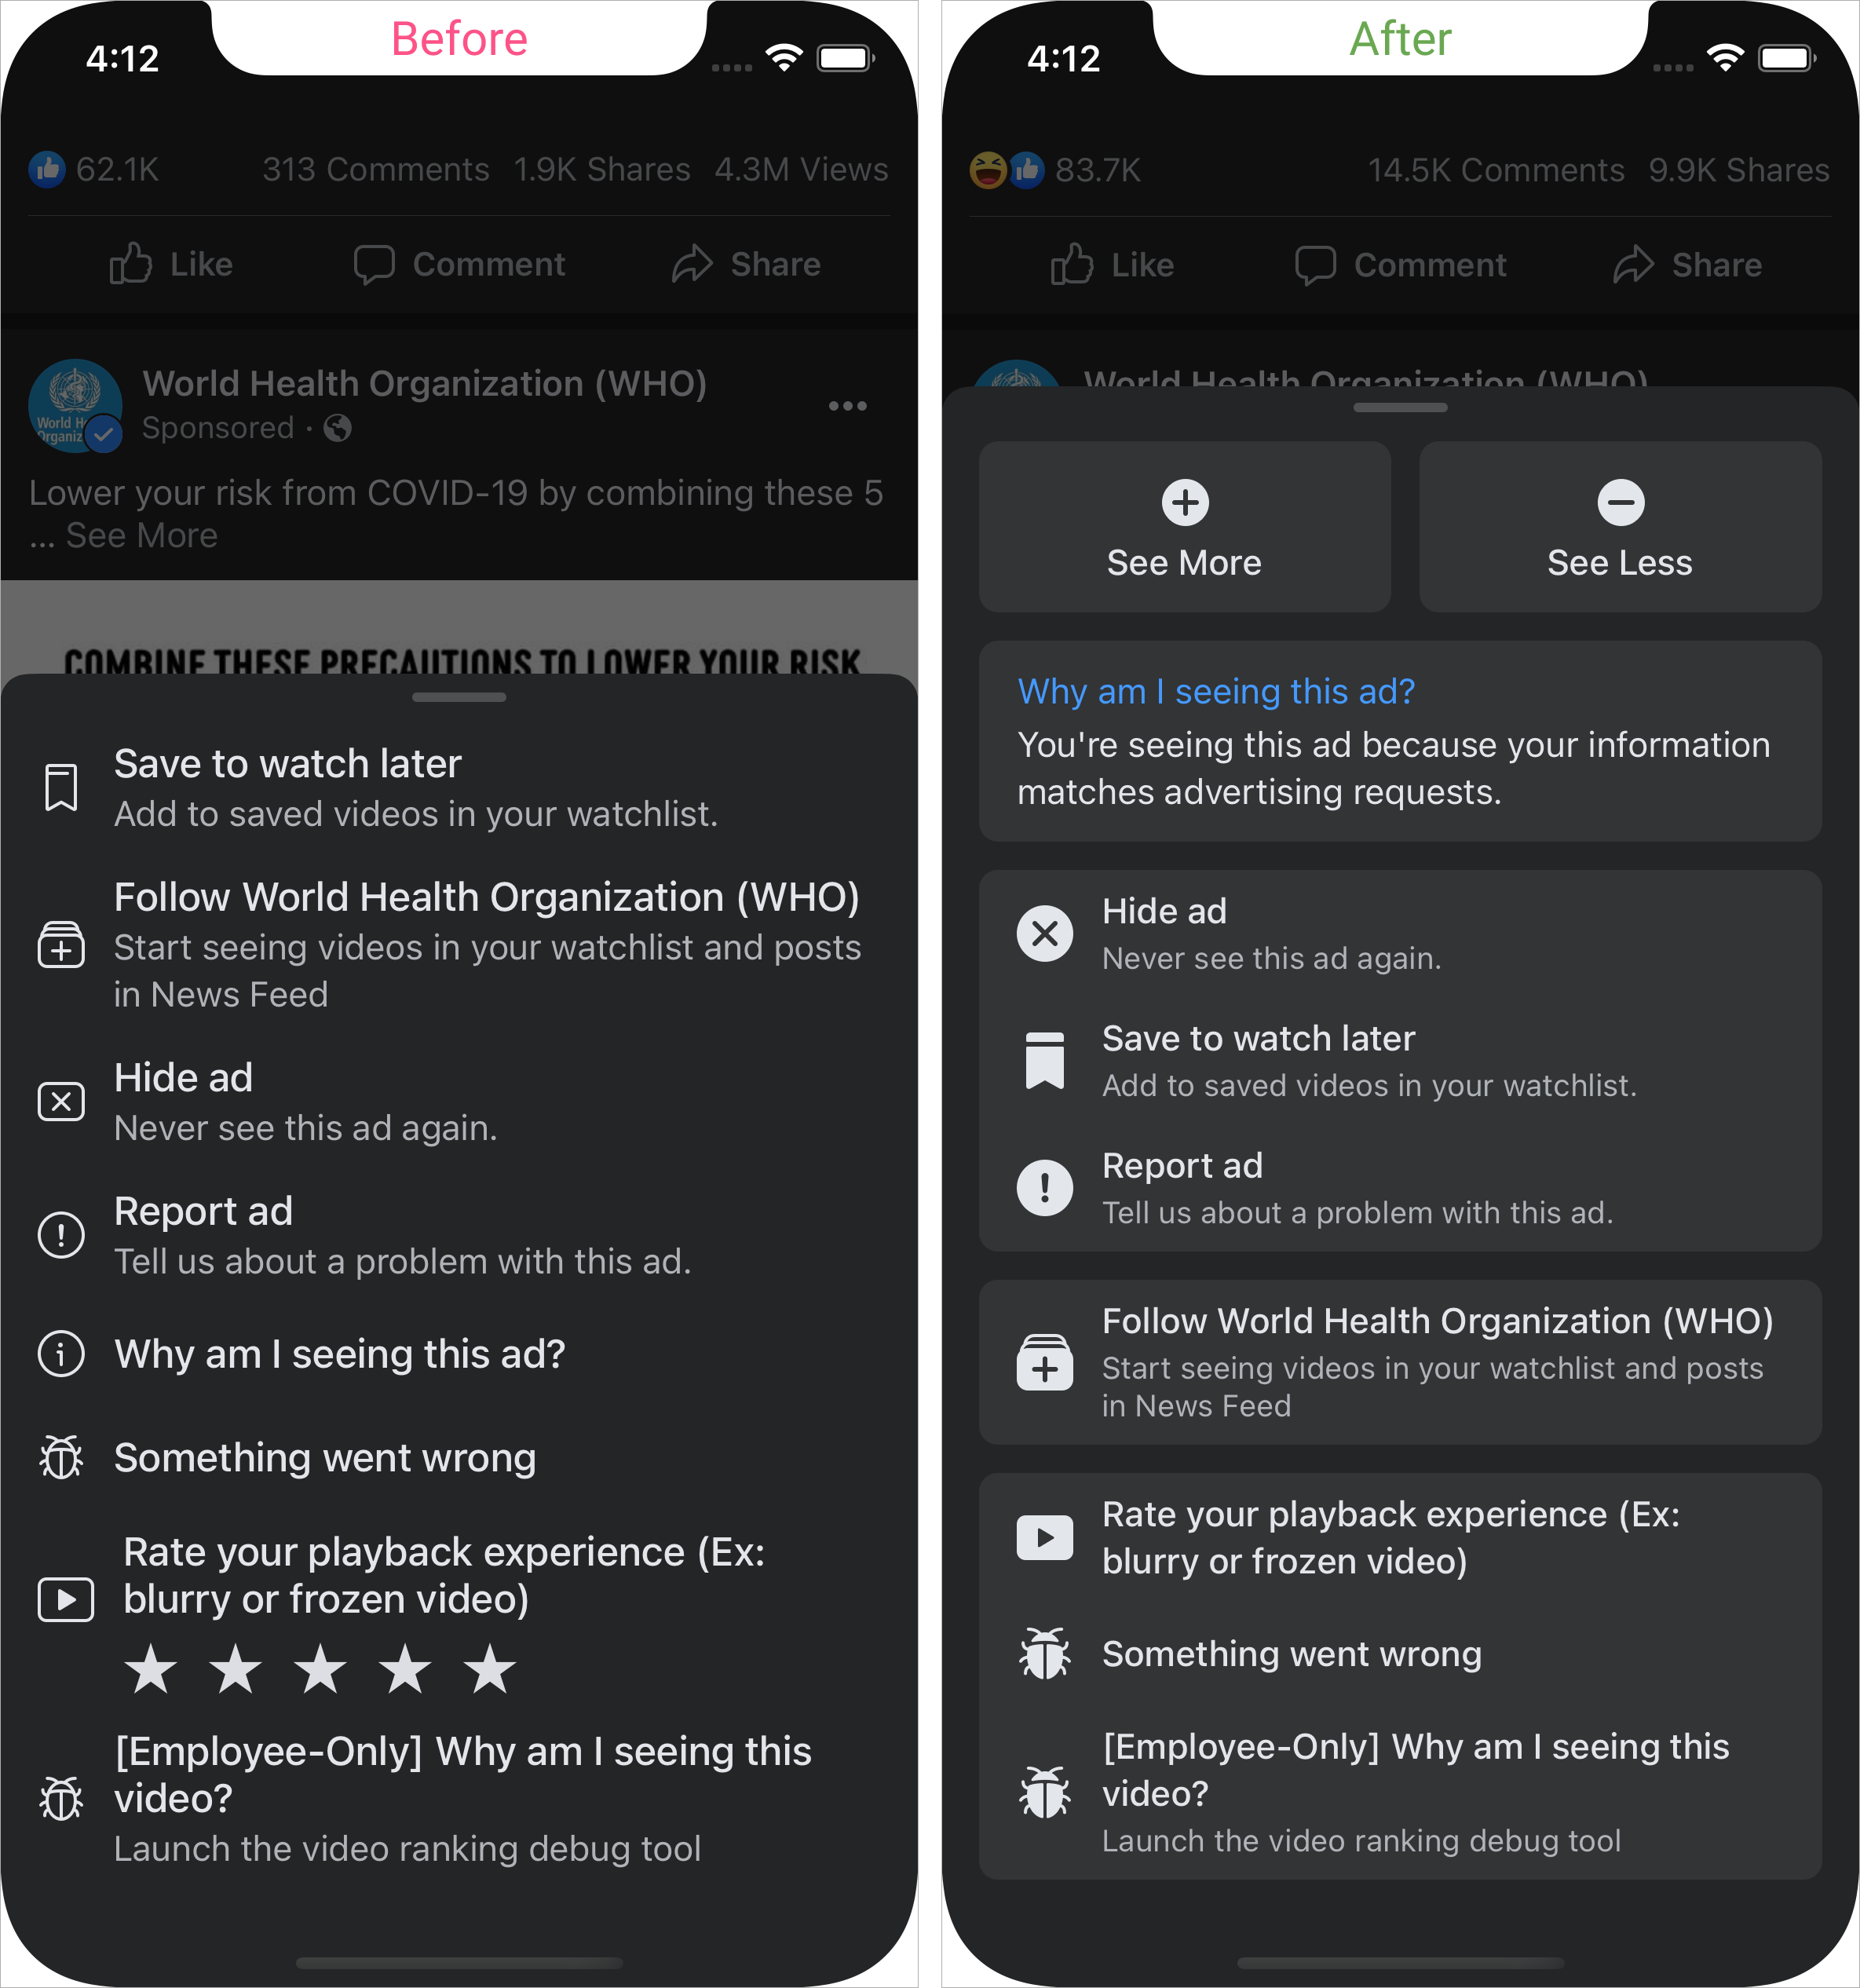 Before
4:12
62.1K 313 Comments 1.9K Shares 4.3M Views
Like Comment Share
World Health Organization (WHO)
Sponsored ·
World H
Organiz
Lower your risk from COVID-19 by combining these 5
... See More
COMBINE THESE PRECAUTIONS TO LOWER YOUR RISK
Save to watch later
Add to saved videos in your watchlist.
Follow World Health Organization (WHO)
Start seeing videos in your watchlist and posts
in News Feed
Hide ad
Never see this ad again.
Report ad
Tell us about a problem with this ad.
Why am I seeing this ad?
Something went wrong
Rate your playback experience (Ex:
blurry or frozen video)
[Employee-Only] Why am I seeing this
video?
Launch the video ranking debug tool
After
4:12
83.7K 14.5K Comments 9.9K Shares
Like Comment Share
World Health Organization (WHO)
See More
See Less
Why am I seeing this ad?
You're seeing this ad because your information
matches advertising requests.
Hide ad
Never see this ad again.
Save to watch later
Add to saved videos in your watchlist.
Report ad
Tell us about a problem with this ad.
Follow World Health Organization (WHO)
Start seeing videos in your watchlist and posts
in News Feed
Rate your playback experience (Ex:
blurry or frozen video)
Something went wrong
[Employee-Only] Why am I seeing this
video?
Launch the video ranking debug tool